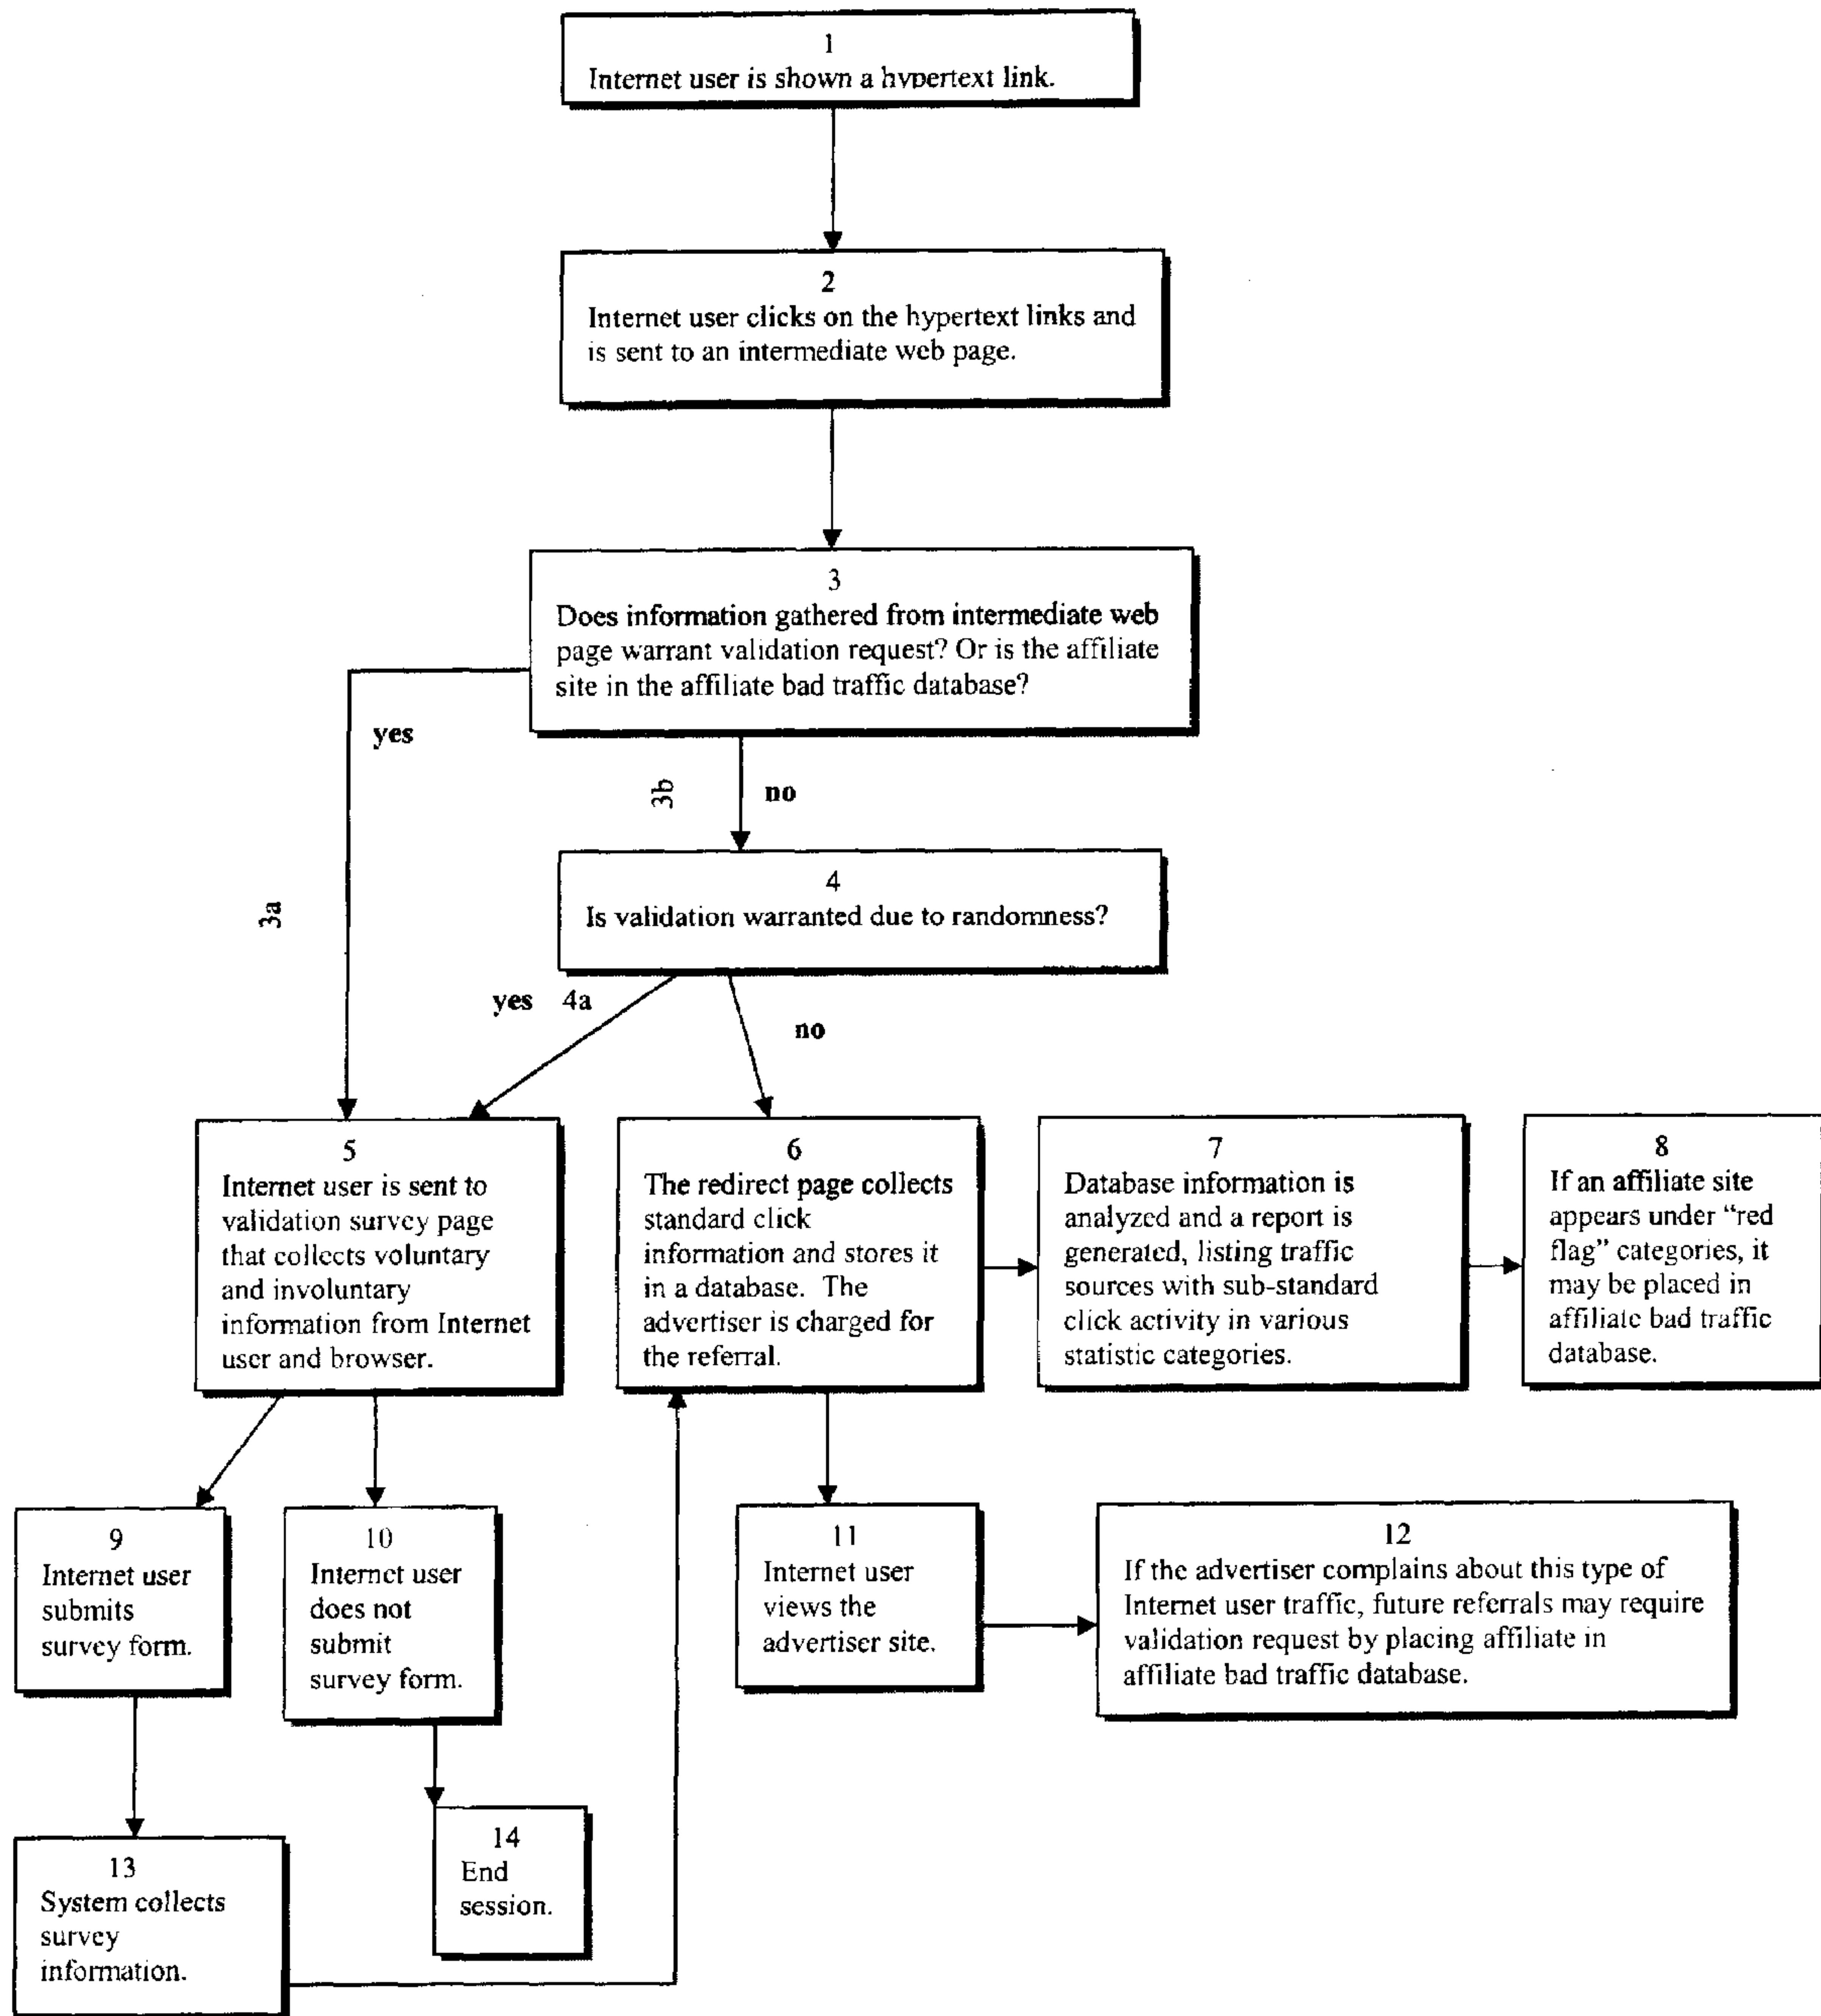 1
Internet user is shown a hypertext link.
2
Internet user clicks on the hypertext links and
is sent to an intermediate web page.
3
Does information gathered from intermediate web
page warrant validation request? Or is the affiliate
site in the affiliate bad traffic database?
yes
3b
no
3a
4
Is validation warranted due to randomness?
yes 4a
no
5
Internet user is sent to
validation survey page
that collects voluntary
and involuntary
information from Internet
user and browser.
6
The redirect page collects
standard click
information and stores it
in a database. The
advertiser is charged for
the referral.
7
Database information is
analyzed and a report is
generated, listing traffic
sources with sub-standard
click activity in various
statistic categories.
8
If an affiliate site
appears under “red
flag” categories, it
may be placed in
affiliate bad traffic
database.
9
Internet user
submits
survey form.
10
Internet user
does not
submit
survey form.
11
Internet user
views the
advertiser site.
12
If the advertiser complains about this type of
Internet user traffic, future referrals may require
validation request by placing affiliate in
affiliate bad traffic database.
13
System collects
survey
information.
14
End
session.